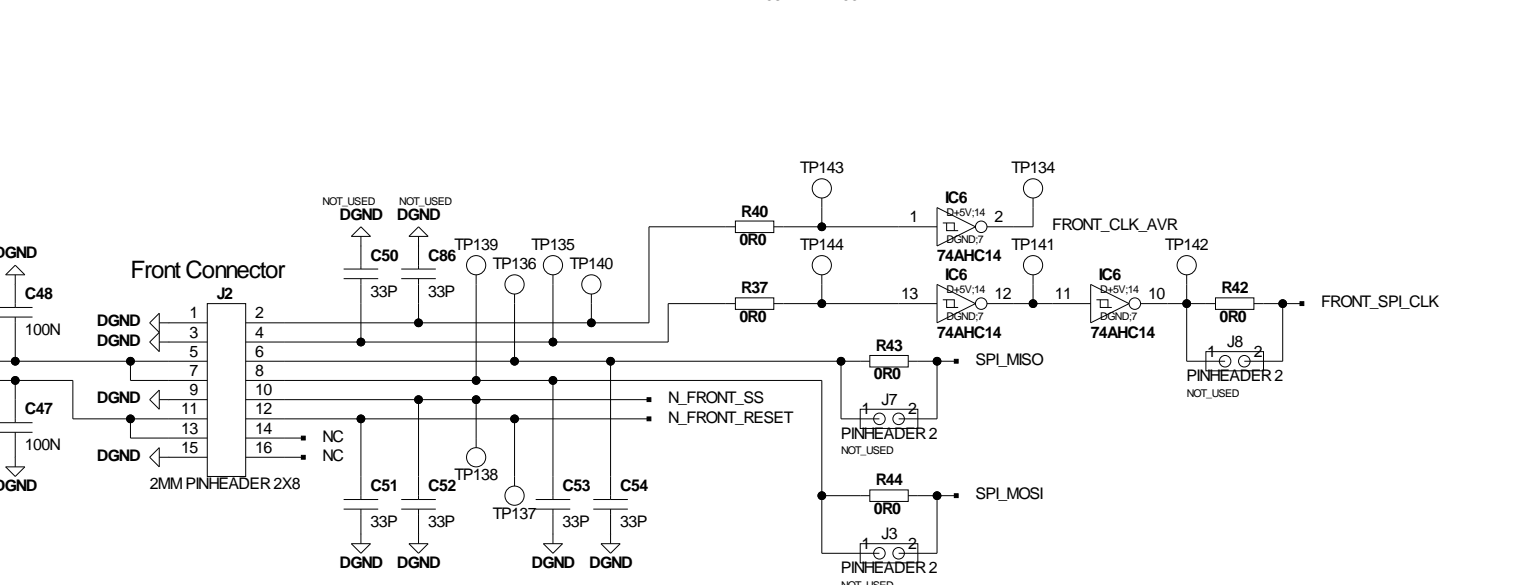 TP143
TP134
NOT_USED
NOT_USED
DGND
DGND
R40
0R0
1
IC6
D+5V;14
DGND;7
2
74AHC14
FRONT_CLK_AVR
C50
33P
C86
33P
TP139
TP136
TP135
TP140
TP144
TP141
TP142
Front Connector
J2
C48
100N
R37
0R0
13
IC6
D+5V;14
DGND;7
12
74AHC14
11
IC6
D+5V;14
DGND;7
10
74AHC14
R42
0R0
FRONT_SPI_CLK
J8
1
2
PINHEADER 2
NOT_USED
DGND
1
2
DGND
3
4
5
6
7
8
DGND
9
10
11
12
13
14
NC
DGND
15
16
NC
2MM PINHEADER 2X8
C47
100N
N_FRONT_SS
N_FRONT_RESET
R43
0R0
SPI_MISO
J7
1
2
PINHEADER 2
NOT_USED
TP138
TP137
C51
33P
C52
33P
C53
33P
C54
33P
DGND
DGND
DGND
DGND
R44
0R0
SPI_MOSI
J3
1
2
PINHEADER 2